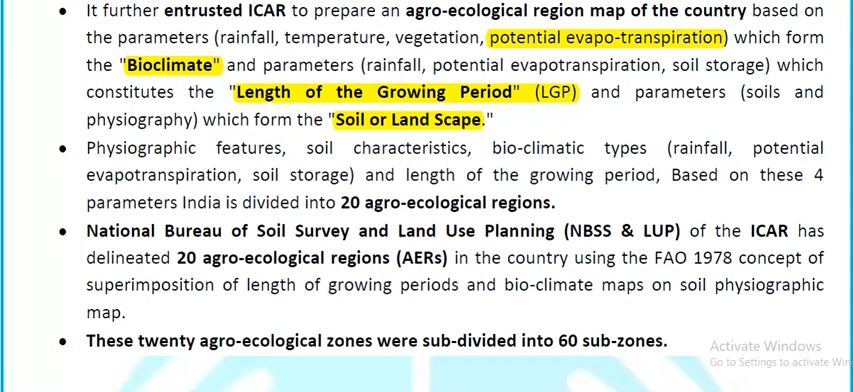 • It further entrusted ICAR to prepare an agro-ecological region map of the country based on
the parameters (rainfall, temperature, vegetation, potential evapo-transpiration) which form
the "Bioclimate" and parameters (rainfall, potential evapotranspiration, soil storage) which
constitutes the "Length of the Growing Period" (LGP) and parameters (soils and
physiography) which form the "Soil or Land Scape."
• Physiographic features, soil characteristics, bio-climatic types (rainfall, potential
evapotranspiration, soil storage) and length of the growing period, Based on these 4
parameters India is divided into 20 agro-ecological regions.
• National Bureau of Soil Survey and Land Use Planning (NBSS & LUP) of the ICAR has
delineated 20 agro-ecological regions (AERs) in the country using the FAO 1978 concept of
superimposition of length of growing periods and bio-climate maps on soil physiographic
map.
• These twenty agro-ecological zones were sub-divided into 60 sub-zones.
Activate Windows
Go to Settings to activate Win